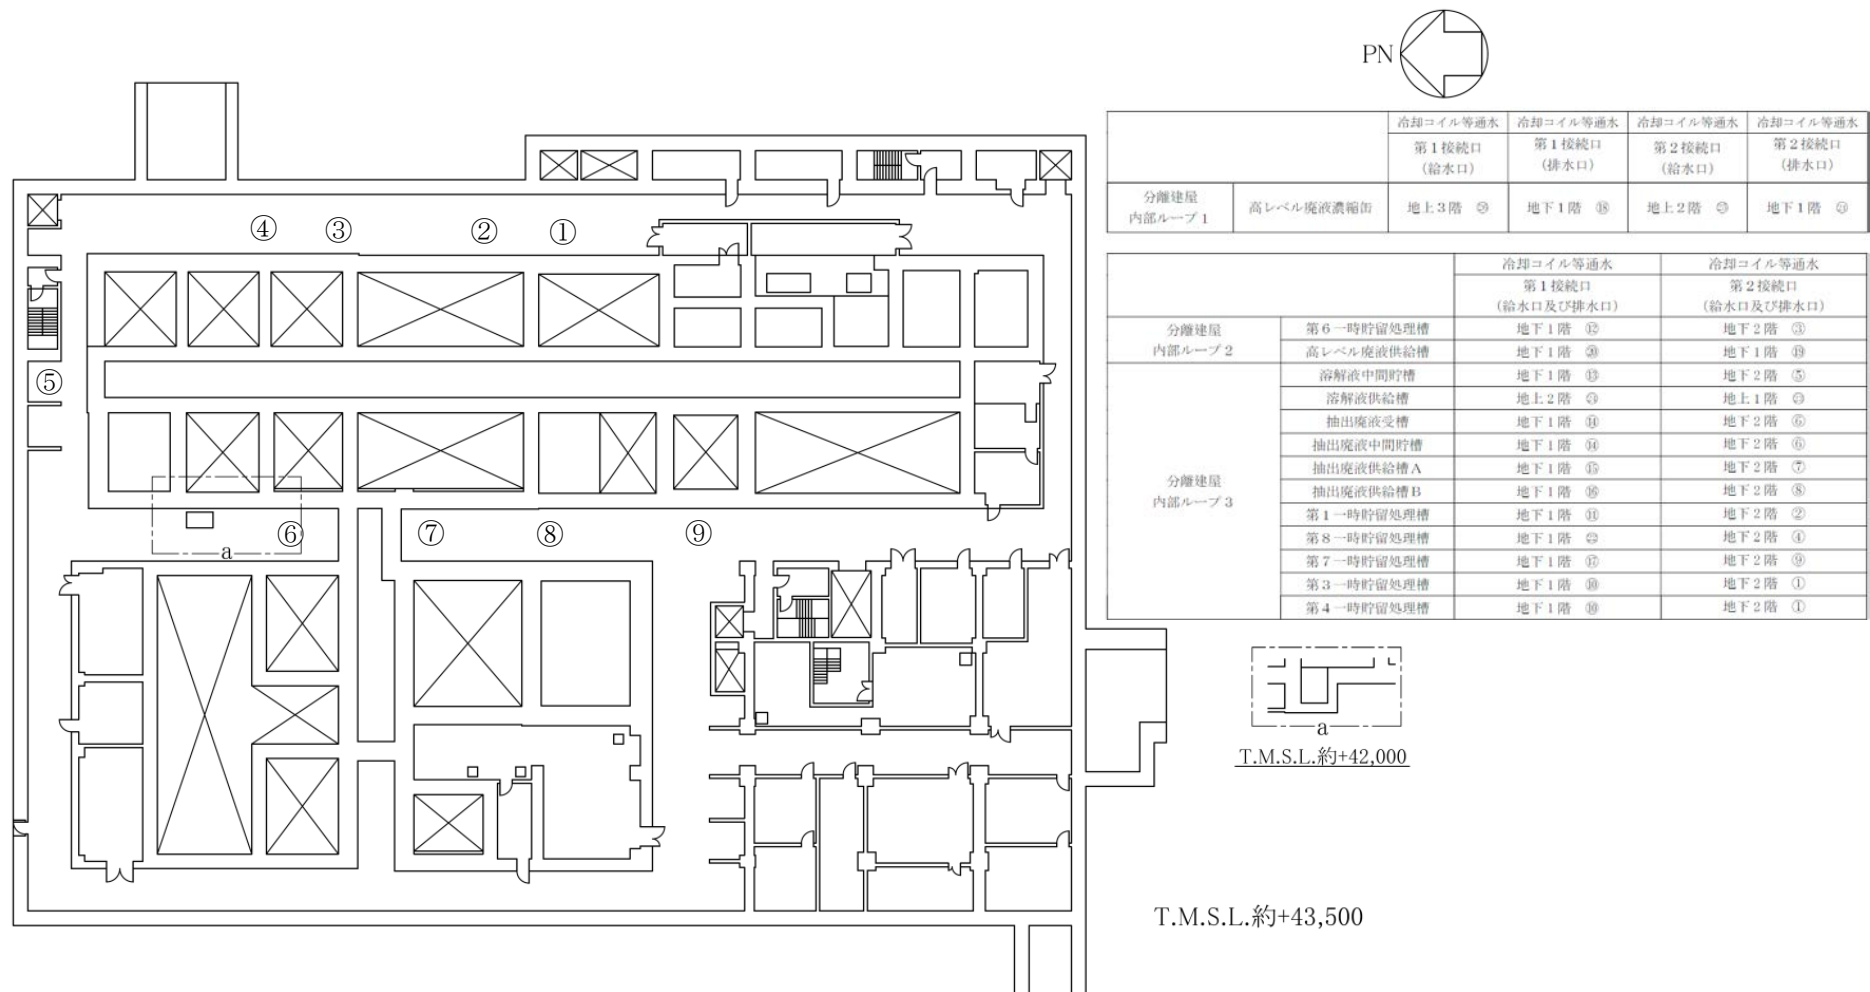 PN
冷却コイル等通水 冷却コイル等通水 冷却コイル等通水 冷却コイル等通水
第1接続口（給水口） 第1接続口（排水口） 第2接続口（給水口） 第2接続口（排水口）
分離建屋
内部ループ1
高レベル廃液濃縮缶 地上3階 地下1階 ⑱ 地上2階 地下1階
冷却コイル等通水 冷却コイル等通水
第1接続口（給水口及び排水口） 第2接続口（給水口及び排水口）
分離建屋
内部ループ2
第6一時貯留処理槽 地下1階 ⑫ 地下2階 ③
高レベル廃液供給槽 地下1階 ⑳ 地下1階 ⑲
分離建屋
内部ループ3
溶解液中間貯槽 地下1階 ⑬ 地下2階 ⑤
溶解液供給槽 地上2階 地上1階
抽出廃液受槽 地下1階 ⑭ 地下2階 ⑥
抽出廃液中間貯槽 地下1階 ⑭ 地下2階 ⑥
抽出廃液供給槽A 地下1階 ⑮ 地下2階 ⑦
抽出廃液供給槽B 地下1階 ⑯ 地下2階 ⑧
第1一時貯留処理槽 地下1階 ⑪ 地下2階 ②
第8一時貯留処理槽 地下1階 地下2階 ④
第7一時貯留処理槽 地下1階 ⑰ 地下2階 ⑨
第3一時貯留処理槽 地下1階 ⑩ 地下2階 ①
第4一時貯留処理槽 地下1階 ⑩ 地下2階 ①
④ ③ ② ①
⑤
⑥ ⑦ ⑧ ⑨
a
a
T.M.S.L.約+42,000
T.M.S.L.約+43,500